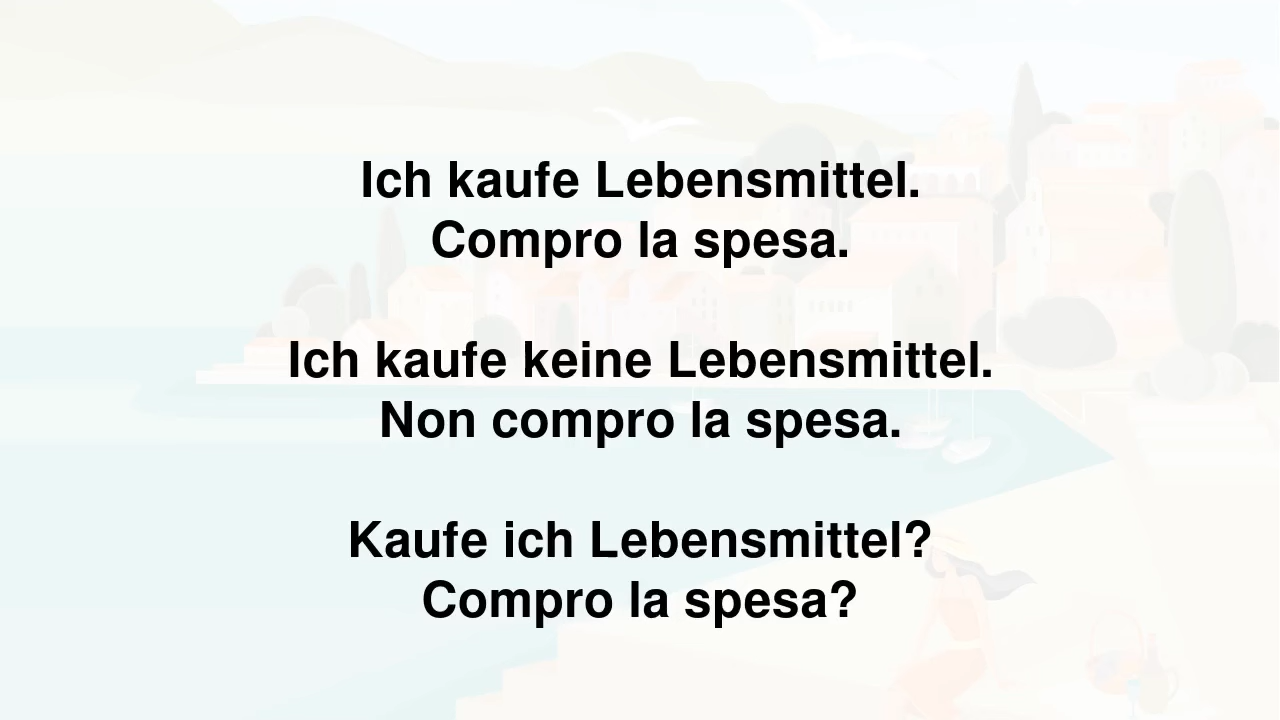 Ich kaufe Lebensmittel.
Compro la spesa.
Ich kaufe keine Lebensmittel.
Non compro la spesa.
Kaufe ich Lebensmittel?
Compro la spesa?